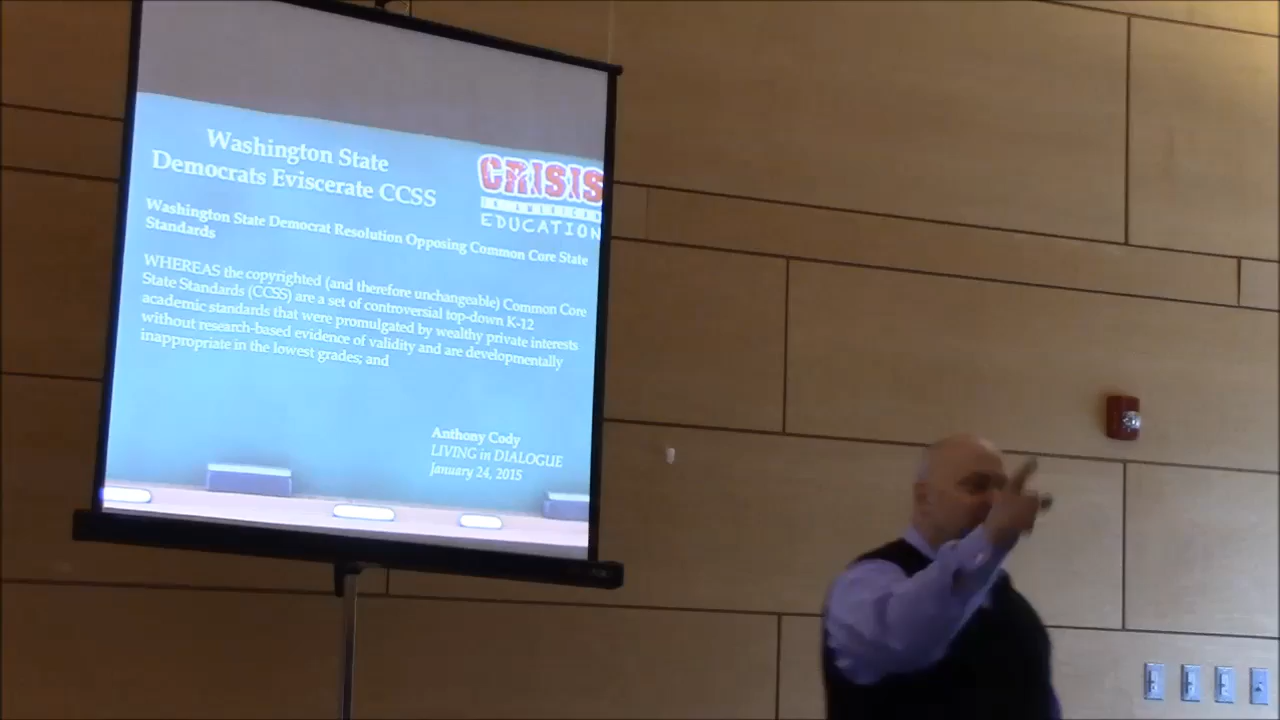 Washington State
Democrats Eviscerate CCSS
CRISIS
IN AMERICAN
EDUCATION
Washington State Democrat Resolution Opposing Common Core State
Standards
WHEREAS the copyrighted (and therefore unchangeable) Common Core
State Standards (CCSS) are a set of controversial top-down K-12
academic standards that were promulgated by wealthy private interests
without research-based evidence of validity and are developmentally
inappropriate in the lowest grades; and
Anthony Cody
LIVING in DIALOGUE
January 24, 2015